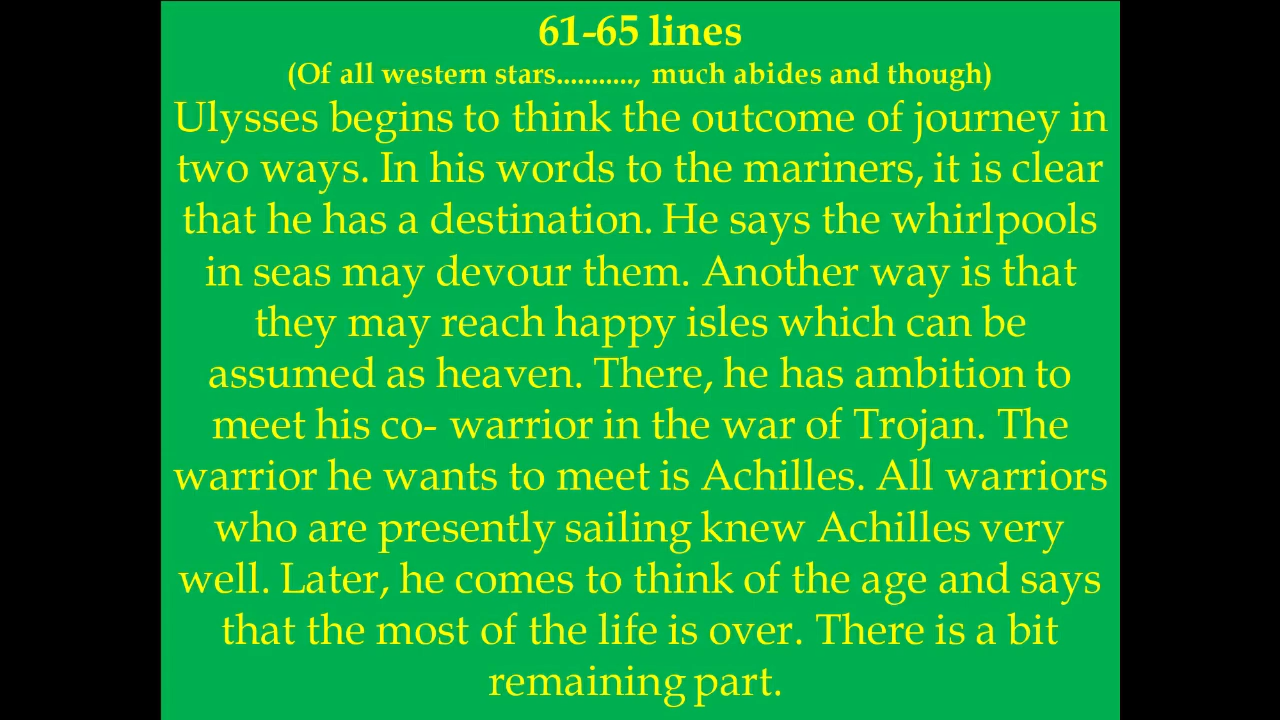 61-65 lines
(Of all western stars..........., much abides and though)
Ulysses begins to think the outcome of journey in
two ways. In his words to the mariners, it is clear
that he has a destination. He says the whirlpools
in seas may devour them. Another way is that
they may reach happy isles which can be
assumed as heaven. There, he has ambition to
meet his co- warrior in the war of Trojan. The
warrior he wants to meet is Achilles. All warriors
who are presently sailing knew Achilles very
well. Later, he comes to think of the age and says
that the most of the life is over. There is a bit
remaining part.